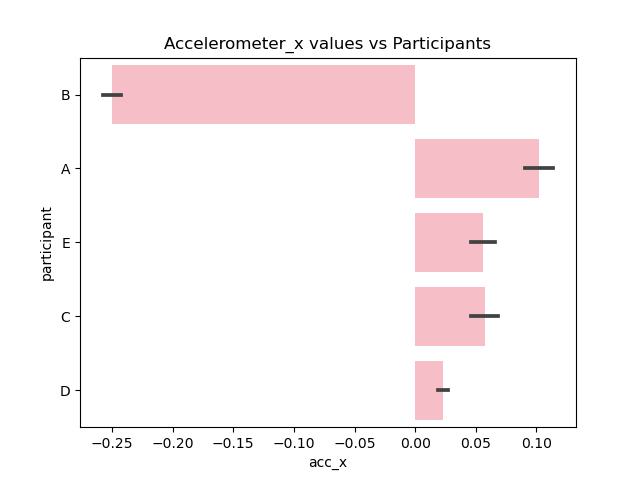 Accelerometer_x values vs Participants
B
A
E
C
D
participant
−0.25 −0.20 −0.15 −0.10 −0.05 0.00 0.05 0.10
acc_x